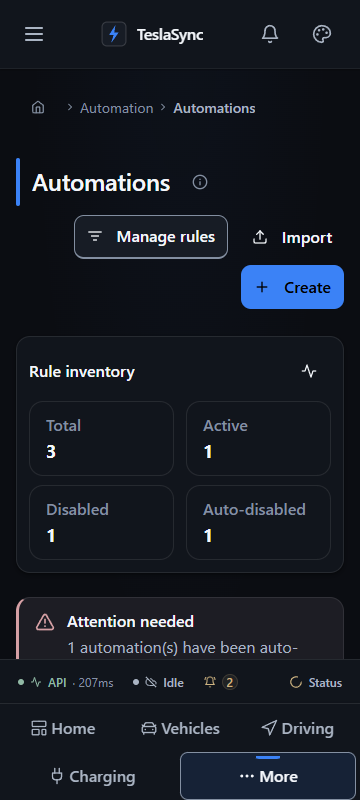 TeslaSync
Automation Automations
Automations
Manage rules
Import
Create
Rule inventory
Total
3
Active
1
Disabled
1
Auto-disabled
1
Attention needed
1 automation(s) have been auto-
API · 207ms Idle 2 Status
Home Vehicles Driving
Charging More